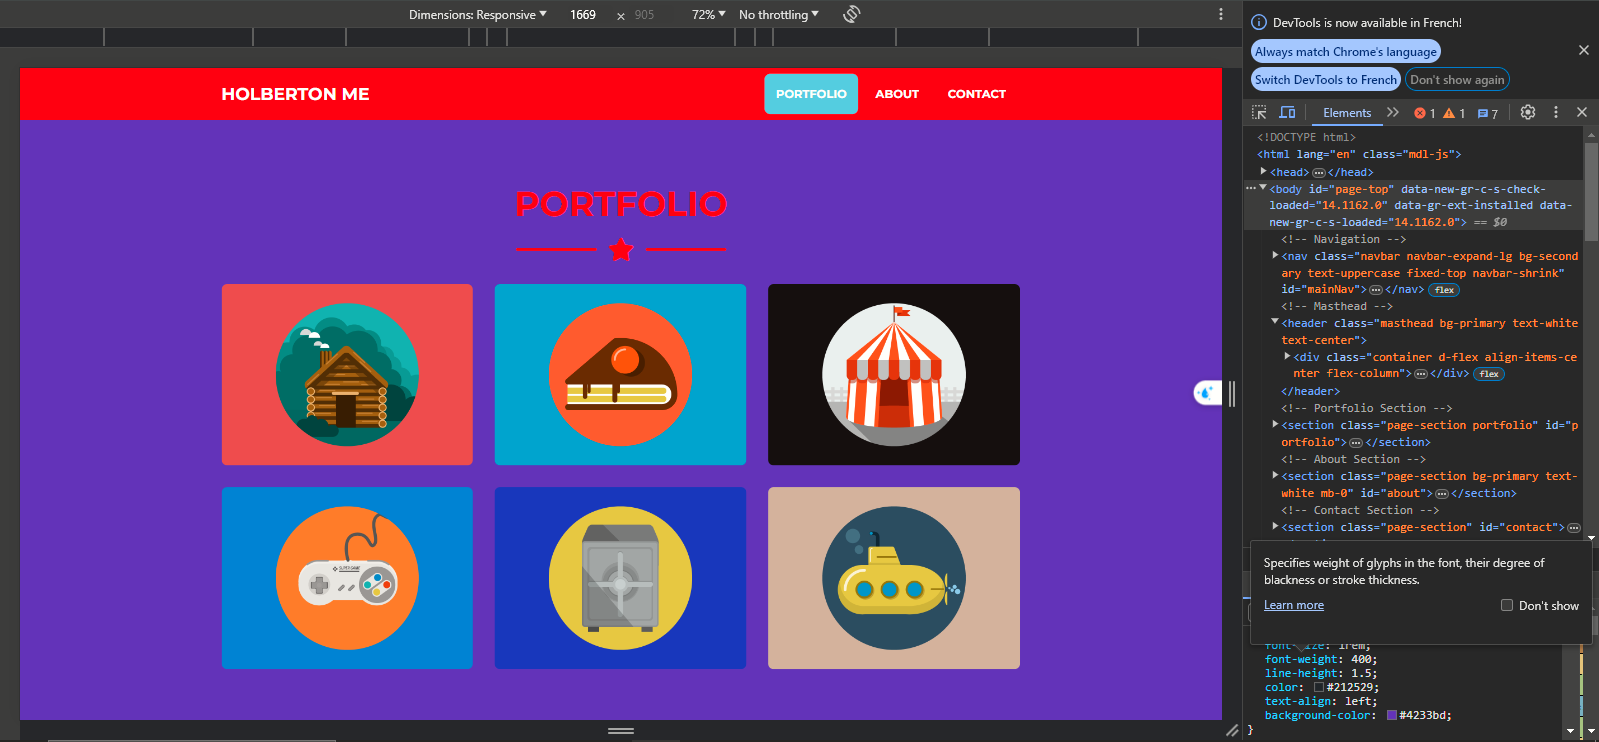 Dimensions: Responsive 1669 × 905 72% No throttling
HOLBERTON ME
PORTFOLIO ABOUT CONTACT
PORTFOLIO
SUPER GAME
DevTools is now available in French!
Always match Chrome's language
Switch DevTools to French Don't show again
Elements 1 1 7
<!DOCTYPE html>
<html lang="en" class="mdl-js">
<head> ••• </head>
••• <body id="page-top" data-new-gr-c-s-check-
loaded="14.1162.0" data-gr-ext-installed data-
new-gr-c-s-loaded="14.1162.0"> == $0
<!-- Navigation -->
<nav class="navbar navbar-expand-lg bg-second
ary text-uppercase fixed-top navbar-shrink"
id="mainNav"> ••• </nav> flex
<!-- Masthead -->
<header class="masthead bg-primary text-white
text-center">
<div class="container d-flex align-items-ce
nter flex-column"> ••• </div> flex
</header>
<!-- Portfolio Section -->
<section class="page-section portfolio" id="p
ortfolio"> ••• </section>
<!-- About Section -->
<section class="page-section bg-primary text-
white mb-0" id="about"> ••• </section>
<!-- Contact Section -->
<section class="page-section" id="contact"> •••
Specifies weight of glyphs in the font, their degree of
blackness or stroke thickness.
Learn more Don't show
font-size: 1rem;
font-weight: 400;
line-height: 1.5;
color: #212529;
text-align: left;
background-color: #4233bd;
}